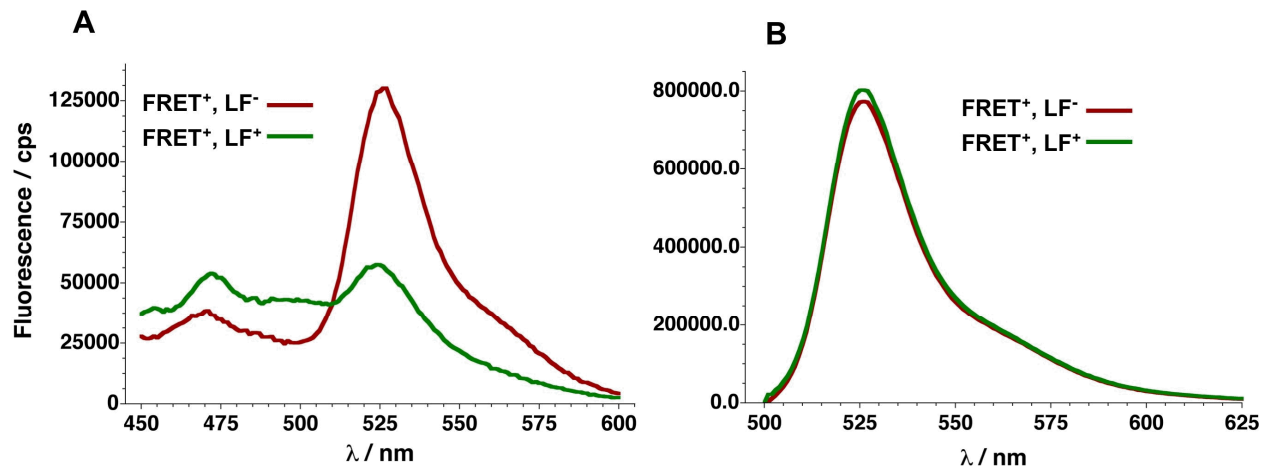 A
FRET⁺, LF⁻
FRET⁺, LF⁺
125000
100000
75000
50000
25000
0
Fluorescence / cps
450 475 500 525 550 575 600
λ / nm
B
FRET⁺, LF⁻
FRET⁺, LF⁺
800000.0
600000.0
400000.0
200000.0
0.0
500 525 550 575 600 625
λ / nm